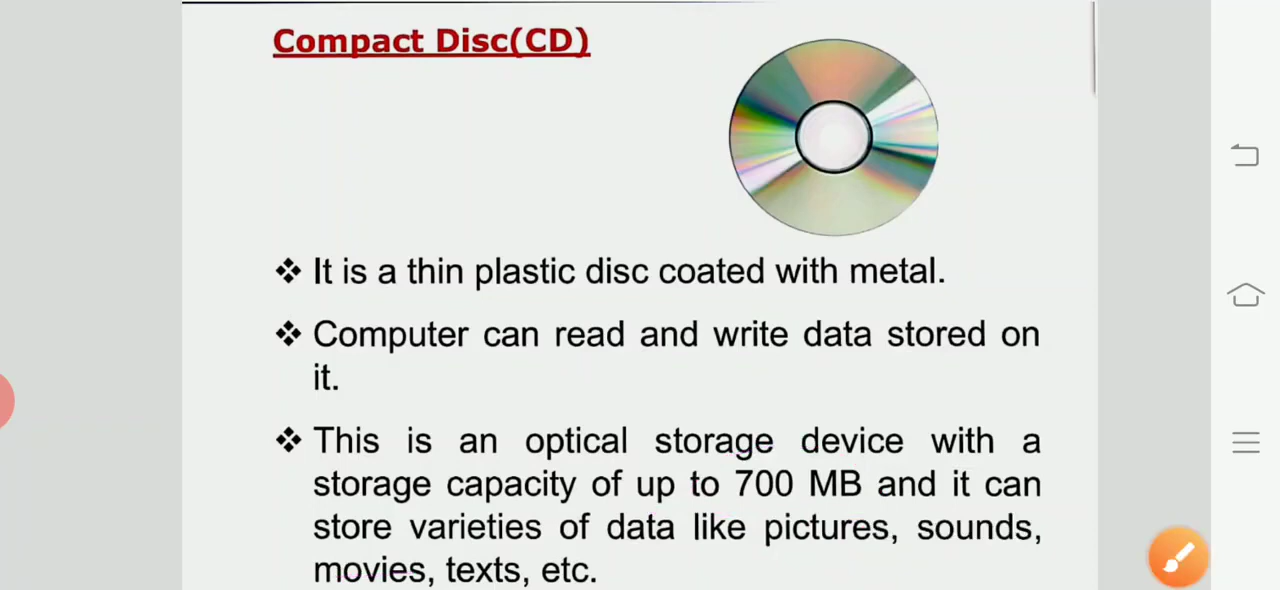 Compact Disc(CD)
❖ It is a thin plastic disc coated with metal.
❖ Computer can read and write data stored on
it.
❖ This is an optical storage device with a
storage capacity of up to 700 MB and it can
store varieties of data like pictures, sounds,
movies, texts, etc.